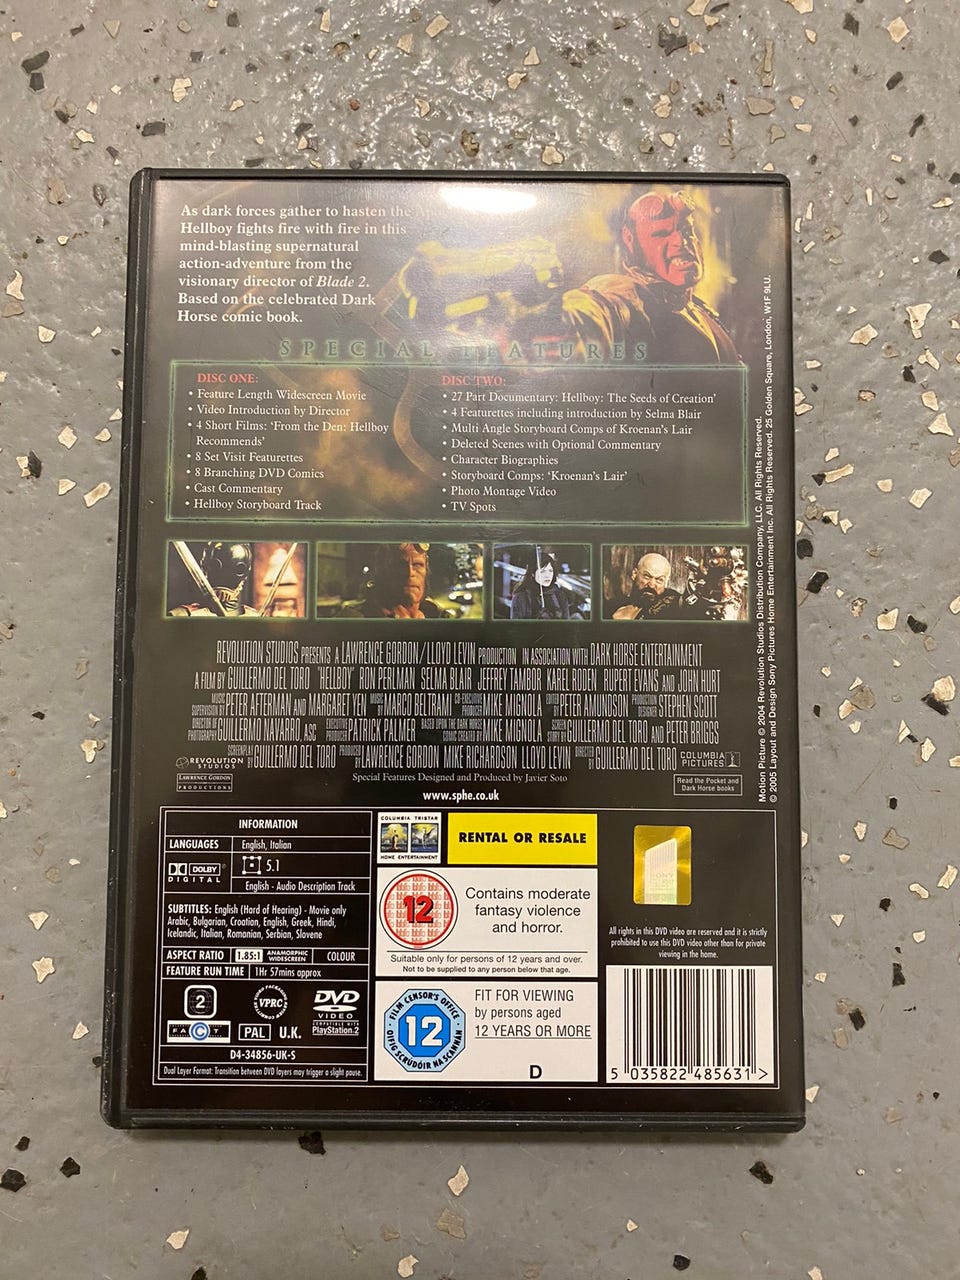 As dark forces gather to hasten the Apoc
Hellboy fights fire with fire in this
mind-blasting supernatural
action-adventure from the
visionary director of Blade 2.
Based on the celebrated Dark
Horse comic book.
SPECIAL FEATURES
DISC ONE:
• Feature Length Widescreen Movie
• Video Introduction by Director
• 4 Short Films: 'From the Den: Hellboy
Recommends'
• 8 Set Visit Featurettes
• 8 Branching DVD Comics
• Cast Commentary
• Hellboy Storyboard Track
DISC TWO:
• 27 Part Documentary: Hellboy: The Seeds of Creation'
• 4 Featurettes including introduction by Selma Blair
• Multi Angle Storyboard Comps of Kroenan's Lair
• Deleted Scenes with Optional Commentary
• Character Biographies
• Storyboard Comps: 'Kroenan's Lair'
• Photo Montage Video
• TV Spots
REVOLUTION STUDIOS PRESENTS A LAWRENCE GORDON/LLOYD LEVIN PRODUCTION IN ASSOCIATION WITH DARK HORSE ENTERTAINMENT
A FILM BY GUILLERMO DEL TORO "HELLBOY" RON PERLMAN SELMA BLAIR JEFFREY TAMBOR KAREL RODEN RUPERT EVANS AND JOHN HURT
MUSIC SUPERVISION BY PETER AFTERMAN AND MARGARET YEN MUSIC BY MARCO BELTRAMI CO-EXECUTIVE PRODUCER MIKE MIGNOLA EDITED BY PETER AMUNDSON PRODUCTION DESIGNER STEPHEN SCOTT
DIRECTOR OF PHOTOGRAPHY GUILLERMO NAVARRO, ASC EXECUTIVE PRODUCER PATRICK PALMER BASED UPON THE DARK HORSE COMIC CREATED BY MIKE MIGNOLA SCREEN STORY BY GUILLERMO DEL TORO AND PETER BRIGGS
SCREENPLAY BY GUILLERMO DEL TORO PRODUCED BY LAWRENCE GORDON MIKE RICHARDSON LLOYD LEVIN DIRECTED BY GUILLERMO DEL TORO
REVOLUTION
STUDIOS
COLUMBIA
PICTURES
LAWRENCE GORDON
PRODUCTIONS
Special Features Designed and Produced by Javier Soto
Read the Pocket and
Dark Horse books
www.sphe.co.uk
Motion Picture © 2004 Revolution Studios Distribution Company, LLC. All Rights Reserved.
© 2005 Layout and Design Sony Pictures Home Entertainment Inc. All Rights Reserved. 25 Golden Square, London, W1F 9LU.
INFORMATION
LANGUAGES English, Italian
DOLBY
DIGITAL
5.1
English - Audio Description Track
SUBTITLES: English (Hard of Hearing) - Movie only
Arabic, Bulgarian, Croatian, English, Greek, Hindi,
Icelandic, Italian, Romanian, Serbian, Slovene
ASPECT RATIO 1.85:1 ANAMORPHIC WIDESCREEN COLOUR
FEATURE RUN TIME 1Hr 57mins approx
2
VPRC
DVD
VIDEO
COMPATIBLE WITH
PlayStation.2
FACT
PAL
U.K.
D4-34856-UK-S
Dual Layer Format: Transition between DVD layers may trigger a slight pause.
COLUMBIA TRISTAR
HOME ENTERTAINMENT
RENTAL OR RESALE
12
Contains moderate
fantasy violence
and horror.
Suitable only for persons of 12 years and over.
Not to be supplied to any person below that age.
FILM CENSOR'S OFFICE
12
OIFIG SCRÚDÓIR NA SCANNÁN
FIT FOR VIEWING
by persons aged
12 YEARS OR MORE
D
SONY
All rights in this DVD video are reserved and it is strictly
prohibited to use this DVD video other than for private
viewing in the home.
5 035822 485631 >